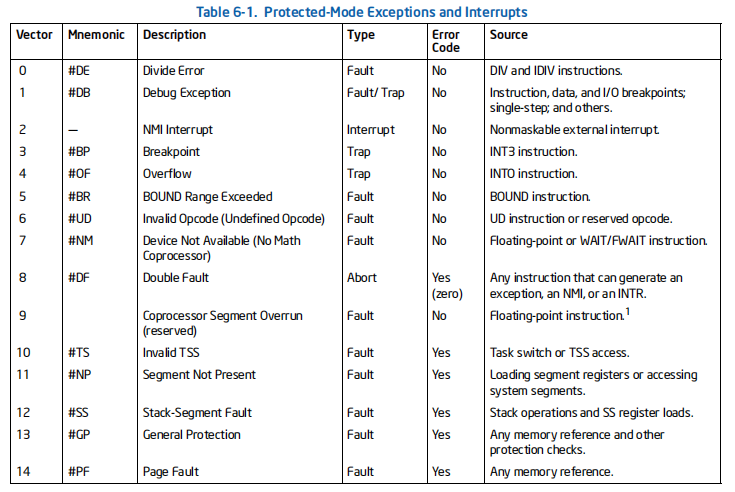 Table 6-1. Protected-Mode Exceptions and Interrupts
Vector Mnemonic Description Type Error Code Source
0 #DE Divide Error Fault No DIV and IDIV instructions.
1 #DB Debug Exception Fault/ Trap No Instruction, data, and I/O breakpoints;
single-step; and others.
2 — NMI Interrupt Interrupt No Nonmaskable external interrupt.
3 #BP Breakpoint Trap No INT3 instruction.
4 #OF Overflow Trap No INTO instruction.
5 #BR BOUND Range Exceeded Fault No BOUND instruction.
6 #UD Invalid Opcode (Undefined Opcode) Fault No UD instruction or reserved opcode.
7 #NM Device Not Available (No Math Fault No Floating-point or WAIT/FWAIT instruction.
Coprocessor)
8 #DF Double Fault Abort Yes Any instruction that can generate an
(zero) exception, an NMI, or an INTR.
9 Coprocessor Segment Overrun Fault No Floating-point instruction.1
(reserved)
10 #TS Invalid TSS Fault Yes Task switch or TSS access.
11 #NP Segment Not Present Fault Yes Loading segment registers or accessing
system segments.
12 #SS Stack-Segment Fault Fault Yes Stack operations and SS register loads.
13 #GP General Protection Fault Yes Any memory reference and other
protection checks.
14 #PF Page Fault Fault Yes Any memory reference.